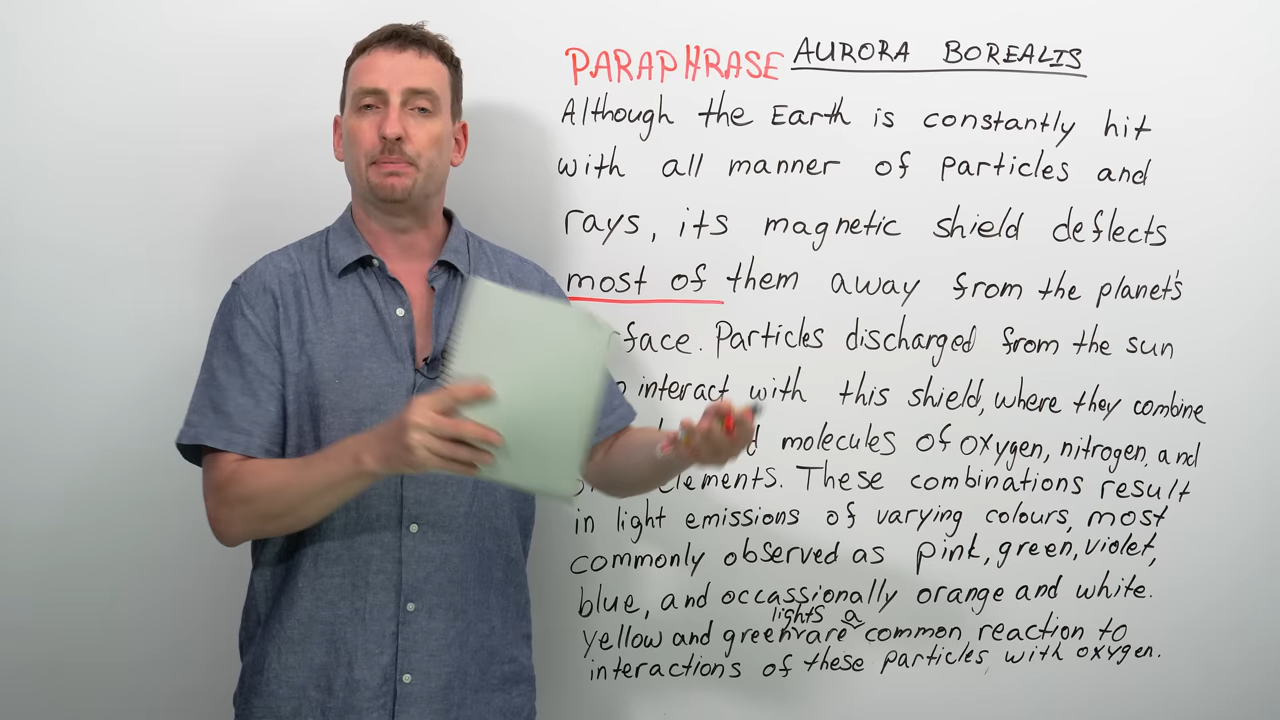 PARAPHRASE AURORA BOREALIS
Although the Earth is constantly hit
with all manner of particles and
rays, its magnetic shield deflects
most of them away from the planet's
rface. Particles discharged from the sun
interact with this shield, where they combine
molecules of oxygen, nitrogen, and
elements. These combinations result
in light emissions of varying colours, most
commonly observed as pink, green, violet,
blue, and occassionally orange and white.
lights a
yellow and green are common reaction to
interactions of these particles with oxygen.